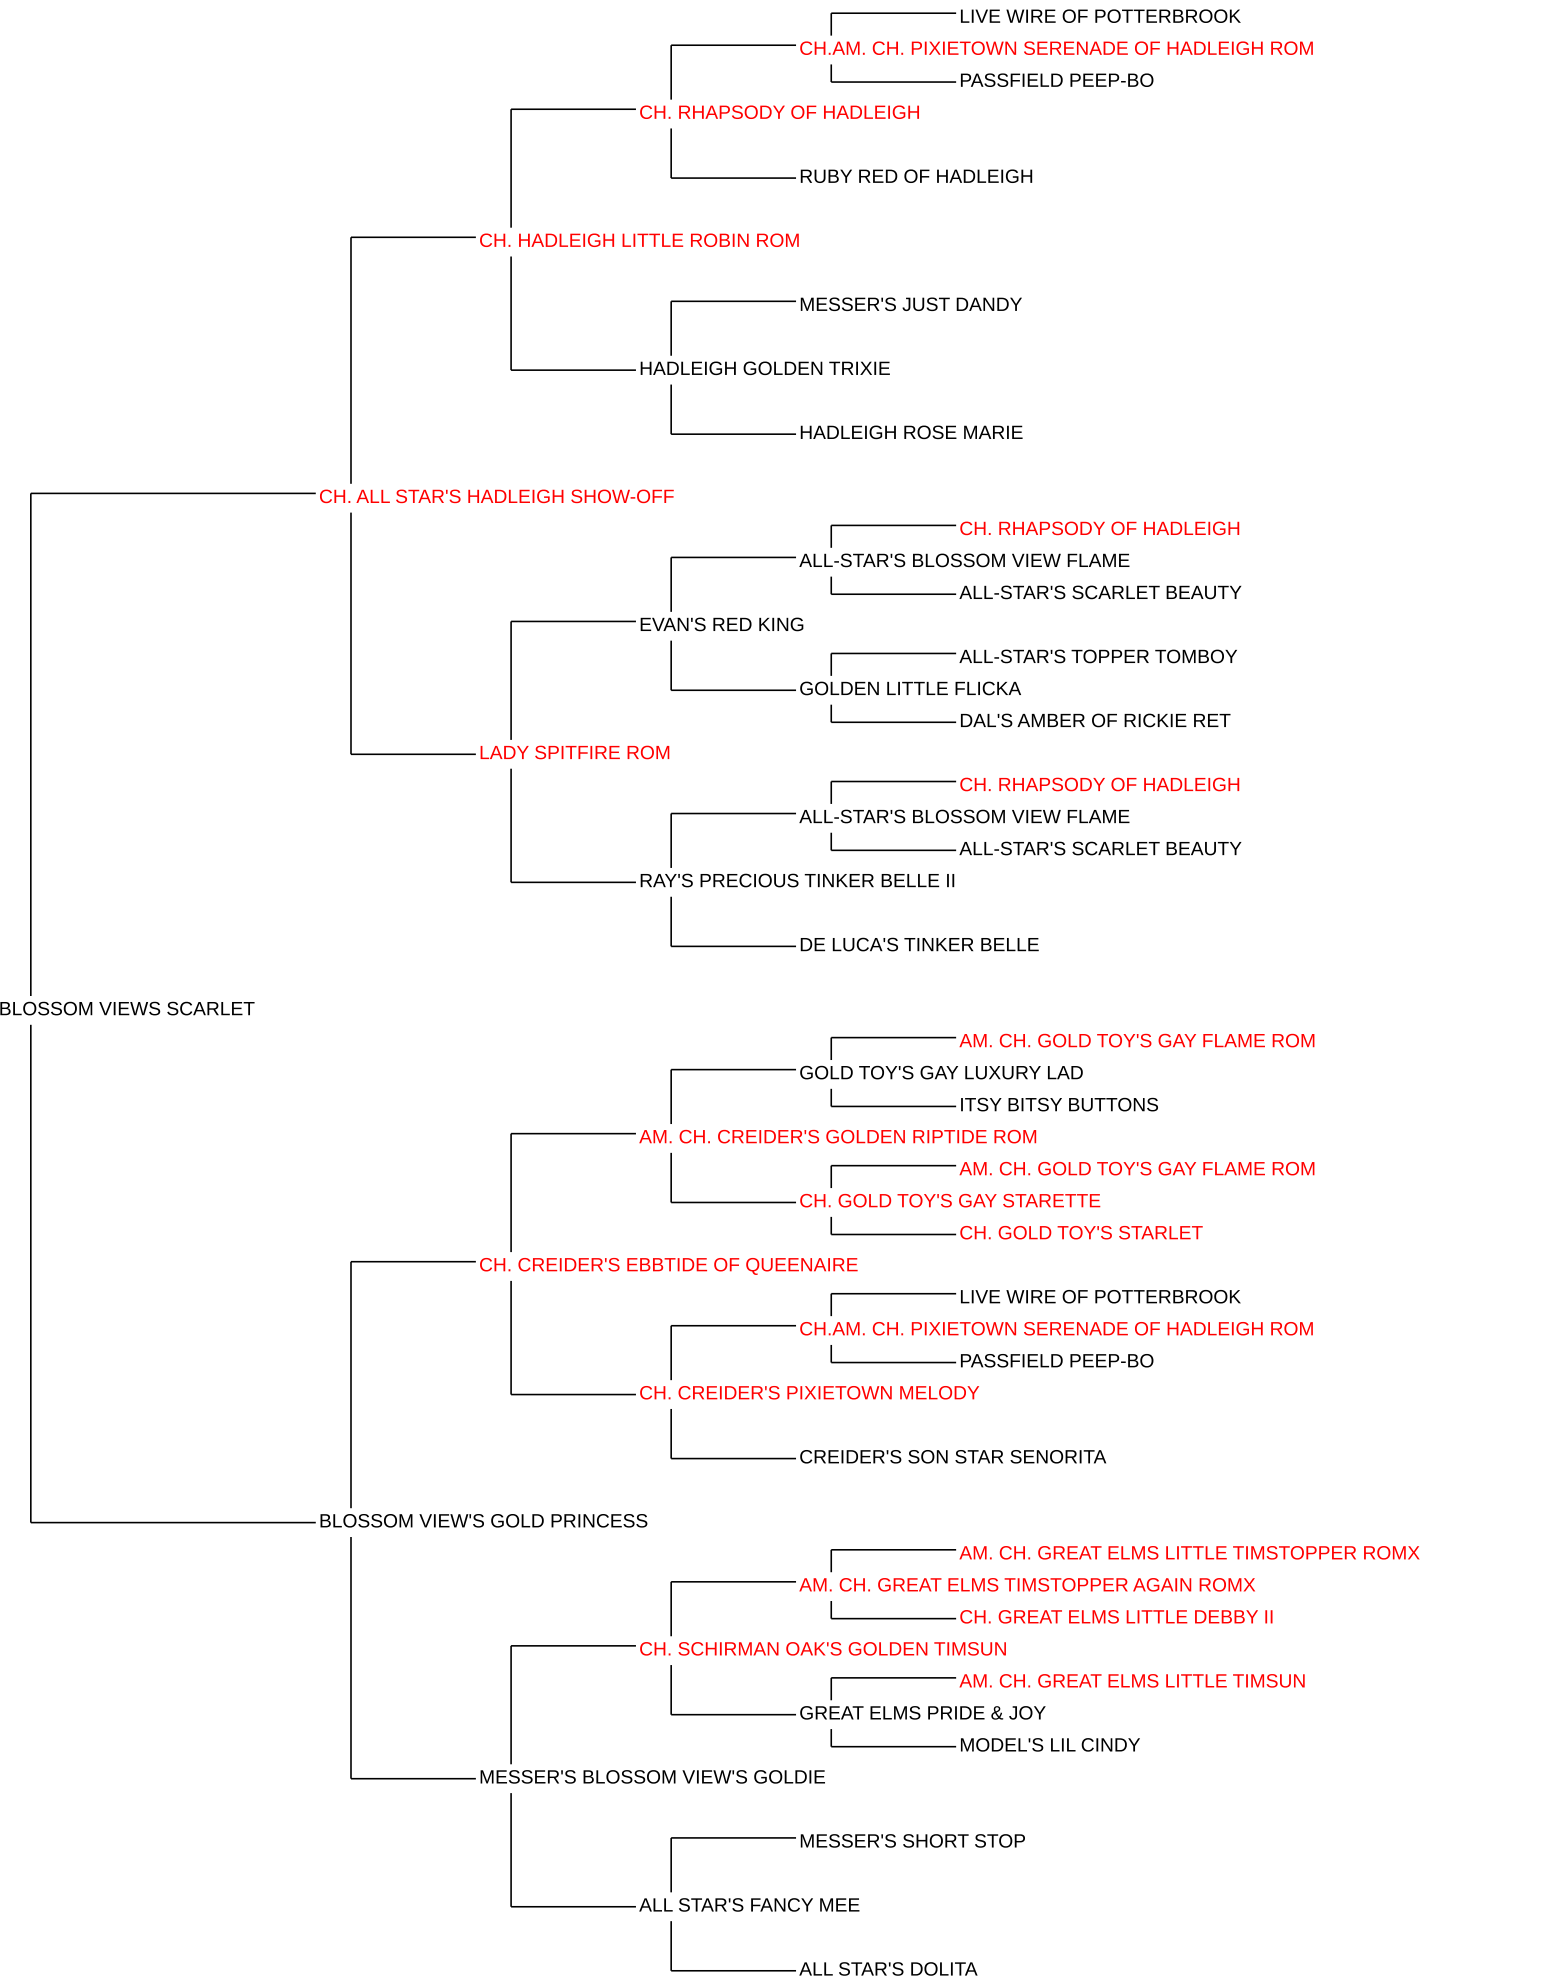 LIVE WIRE OF POTTERBROOK
CH.AM. CH. PIXIETOWN SERENADE OF HADLEIGH ROM
PASSFIELD PEEP-BO
CH. RHAPSODY OF HADLEIGH
RUBY RED OF HADLEIGH
CH. HADLEIGH LITTLE ROBIN ROM
MESSER'S JUST DANDY
HADLEIGH GOLDEN TRIXIE
HADLEIGH ROSE MARIE
CH. ALL STAR'S HADLEIGH SHOW-OFF
CH. RHAPSODY OF HADLEIGH
ALL-STAR'S BLOSSOM VIEW FLAME
ALL-STAR'S SCARLET BEAUTY
EVAN'S RED KING
ALL-STAR'S TOPPER TOMBOY
GOLDEN LITTLE FLICKA
DAL'S AMBER OF RICKIE RET
LADY SPITFIRE ROM
CH. RHAPSODY OF HADLEIGH
ALL-STAR'S BLOSSOM VIEW FLAME
ALL-STAR'S SCARLET BEAUTY
RAY'S PRECIOUS TINKER BELLE II
DE LUCA'S TINKER BELLE
BLOSSOM VIEWS SCARLET
AM. CH. GOLD TOY'S GAY FLAME ROM
GOLD TOY'S GAY LUXURY LAD
ITSY BITSY BUTTONS
AM. CH. CREIDER'S GOLDEN RIPTIDE ROM
AM. CH. GOLD TOY'S GAY FLAME ROM
CH. GOLD TOY'S GAY STARETTE
CH. GOLD TOY'S STARLET
CH. CREIDER'S EBBTIDE OF QUEENAIRE
LIVE WIRE OF POTTERBROOK
CH.AM. CH. PIXIETOWN SERENADE OF HADLEIGH ROM
PASSFIELD PEEP-BO
CH. CREIDER'S PIXIETOWN MELODY
CREIDER'S SON STAR SENORITA
BLOSSOM VIEW'S GOLD PRINCESS
AM. CH. GREAT ELMS LITTLE TIMSTOPPER ROMX
AM. CH. GREAT ELMS TIMSTOPPER AGAIN ROMX
CH. GREAT ELMS LITTLE DEBBY II
CH. SCHIRMAN OAK'S GOLDEN TIMSUN
AM. CH. GREAT ELMS LITTLE TIMSUN
GREAT ELMS PRIDE & JOY
MODEL'S LIL CINDY
MESSER'S BLOSSOM VIEW'S GOLDIE
MESSER'S SHORT STOP
ALL STAR'S FANCY MEE
ALL STAR'S DOLITA